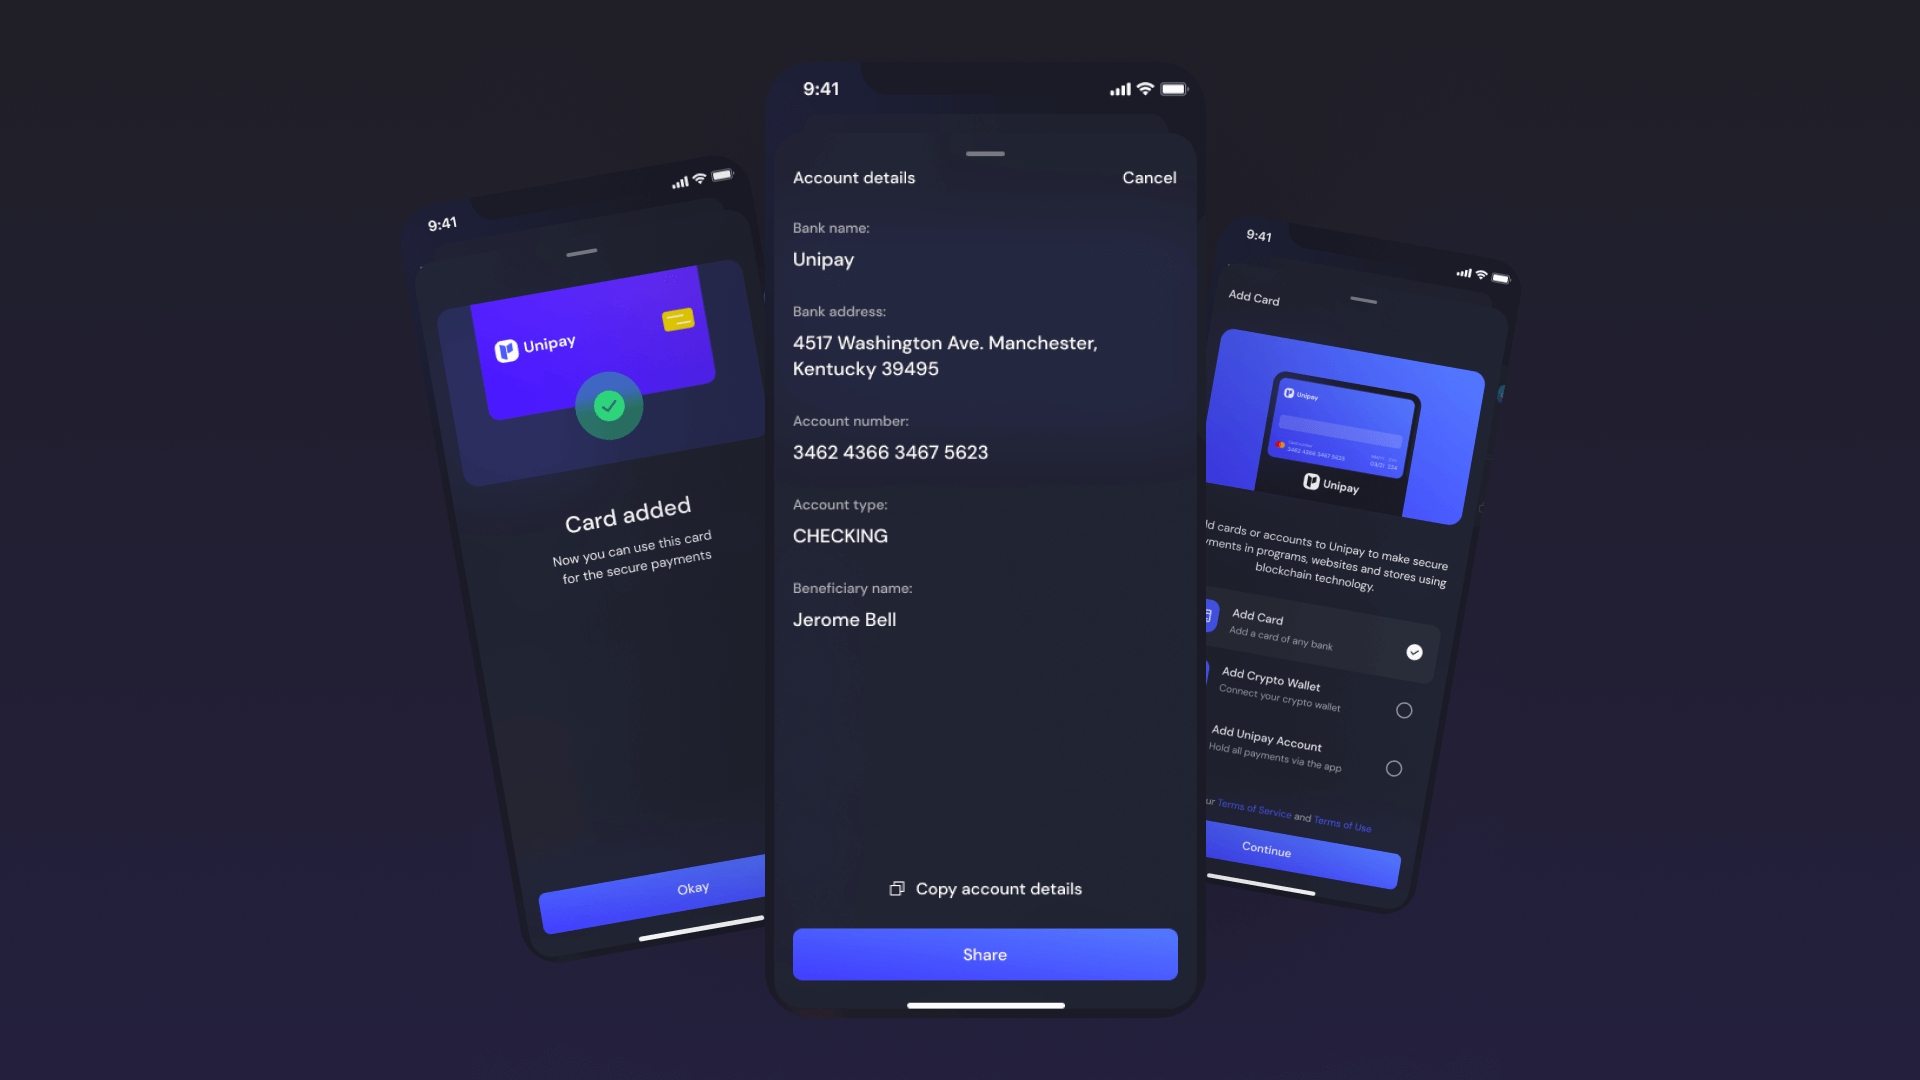 9:41
Unipay
Card added
Now you can use this card
for the secure payments
Okay
9:41
Account details
Cancel
Bank name:
Unipay
Bank address:
4517 Washington Ave. Manchester,
Kentucky 39495
Account number:
3462 4366 3467 5623
Account type:
CHECKING
Beneficiary name:
Jerome Bell
Copy account details
Share
9:41
Add Card
Unipay
3462 4366 3467 5623
03/21 224
Unipay
cards or accounts to Unipay to make secure
in programs, websites and stores using
blockchain technology.
Add Card
Add a card of any bank
Add Crypto Wallet
Connect your crypto wallet
Add Unipay Account
Hold all payments via the app
Terms of Service and Terms of Use
Continue